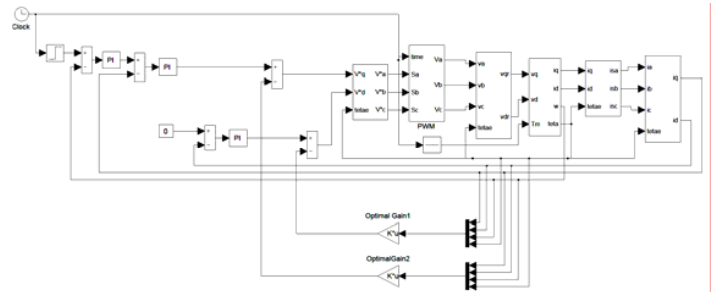 Clock
PI
PI
0
PI
V*q V*a
V*d V*b
tetae V*c
time Va
Sa
Sb Vb
Sc Vc
PWM
va vqr
vb
vc vdr
tetae
vq iq
id
vd w
Tm teta
iq isa
id isb
tetae isc
ia iq
ib
ic id
tetae
Optimal Gain1
K*u
OptimalGain2
K*u